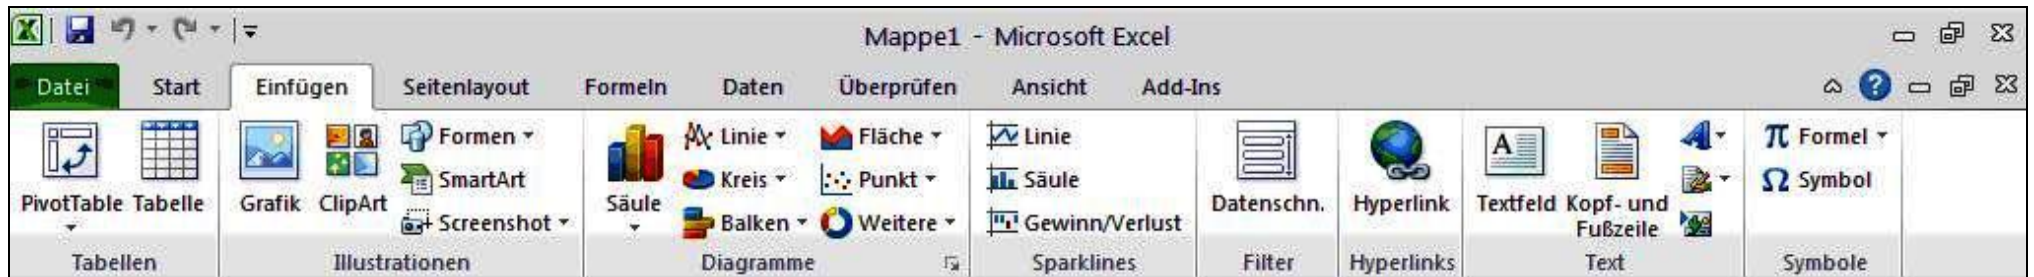 Mappe1 - Microsoft Excel
Datei Start Einfügen Seitenlayout Formeln Daten Überprüfen Ansicht Add-Ins
PivotTable Tabelle
Tabellen
Grafik ClipArt
Formen
SmartArt
Screenshot
Illustrationen
Säule
Linie
Kreis
Balken
Fläche
Punkt
Weitere
Diagramme
Linie
Säule
Gewinn/Verlust
Sparklines
Datenschn.
Filter
Hyperlink
Hyperlinks
Textfeld
Kopf- und
Fußzeile
Text
π Formel
Ω Symbol
Symbole